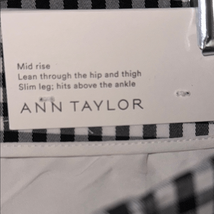 Mid rise
Lean through the hip and thigh
Slim leg; hits above the ankle
ANN TAYLOR